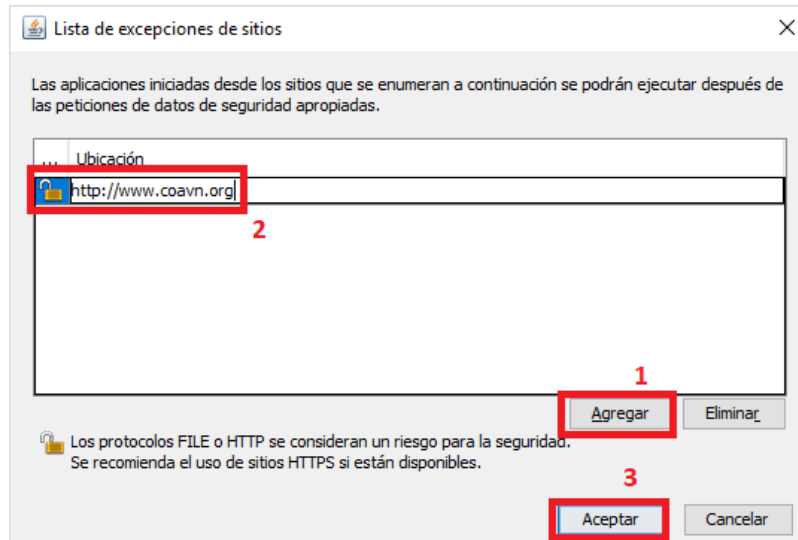 Lista de excepciones de sitios
Las aplicaciones iniciadas desde los sitios que se enumeran a continuación se podrán ejecutar después de
las peticiones de datos de seguridad apropiadas.
... Ubicación
http://www.coavn.org
2
1
Agregar Eliminar
Los protocolos FILE o HTTP se consideran un riesgo para la seguridad.
Se recomienda el uso de sitios HTTPS si están disponibles.
3
Aceptar Cancelar